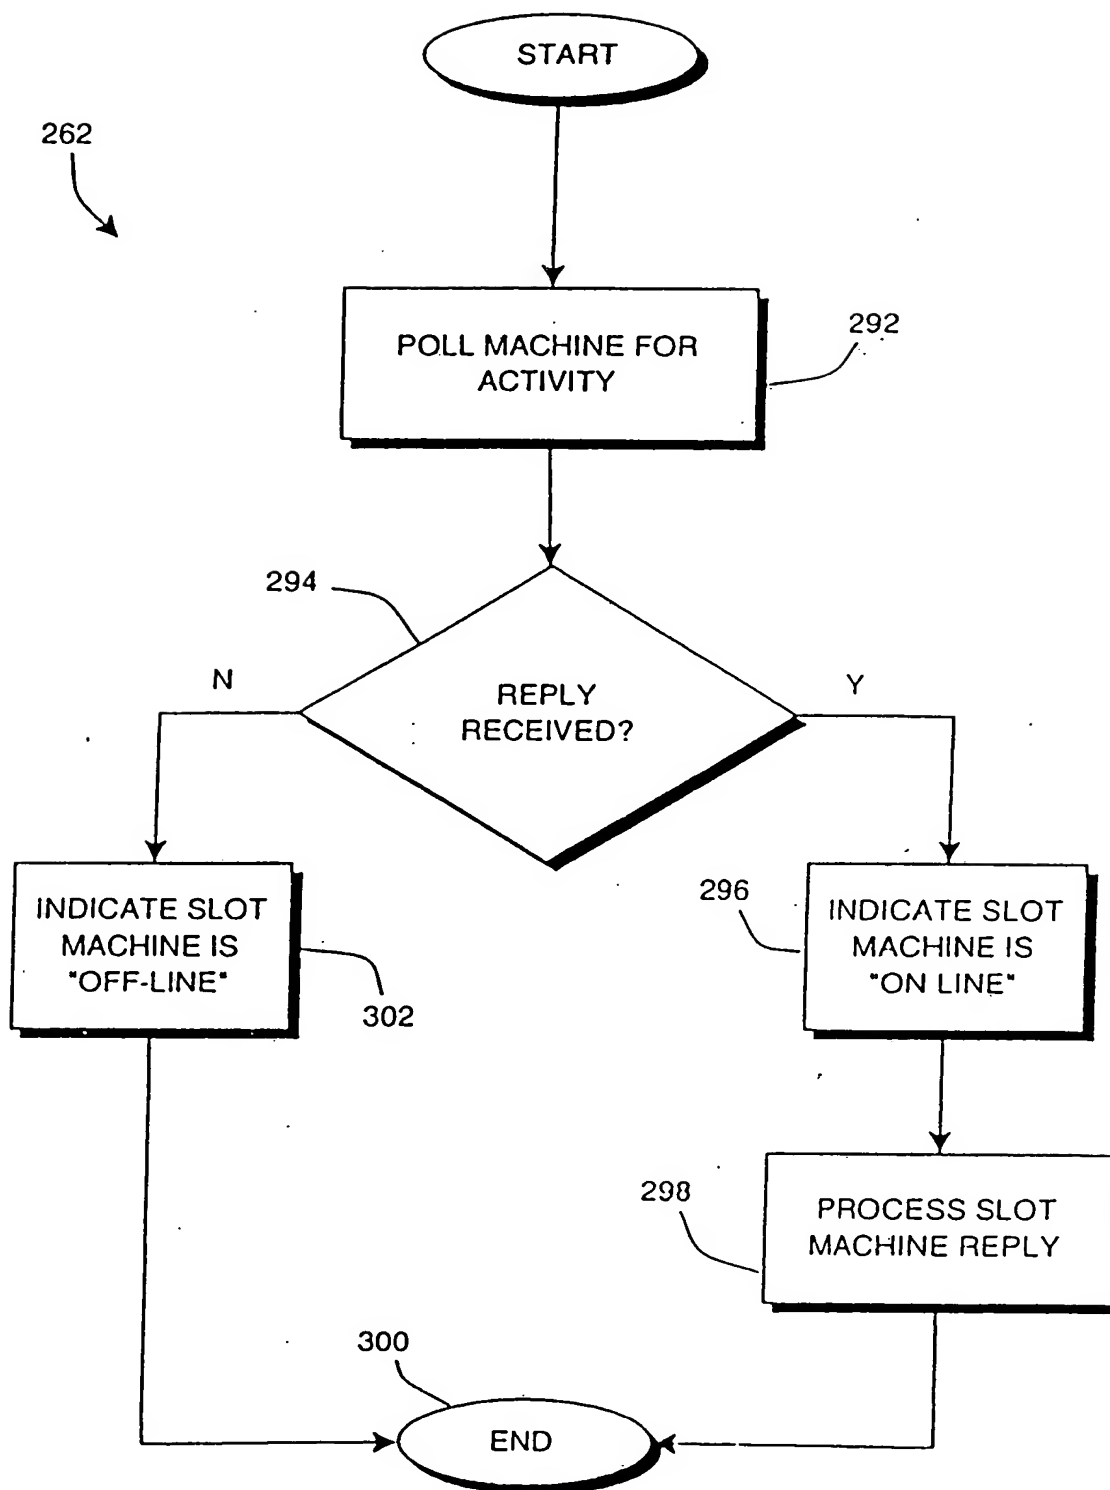 START
262
POLL MACHINE FOR
ACTIVITY
292
294
N
REPLY
RECEIVED?
Y
INDICATE SLOT
MACHINE IS
"OFF-LINE"
302
296
INDICATE SLOT
MACHINE IS
"ON LINE"
298
PROCESS SLOT
MACHINE REPLY
300
END